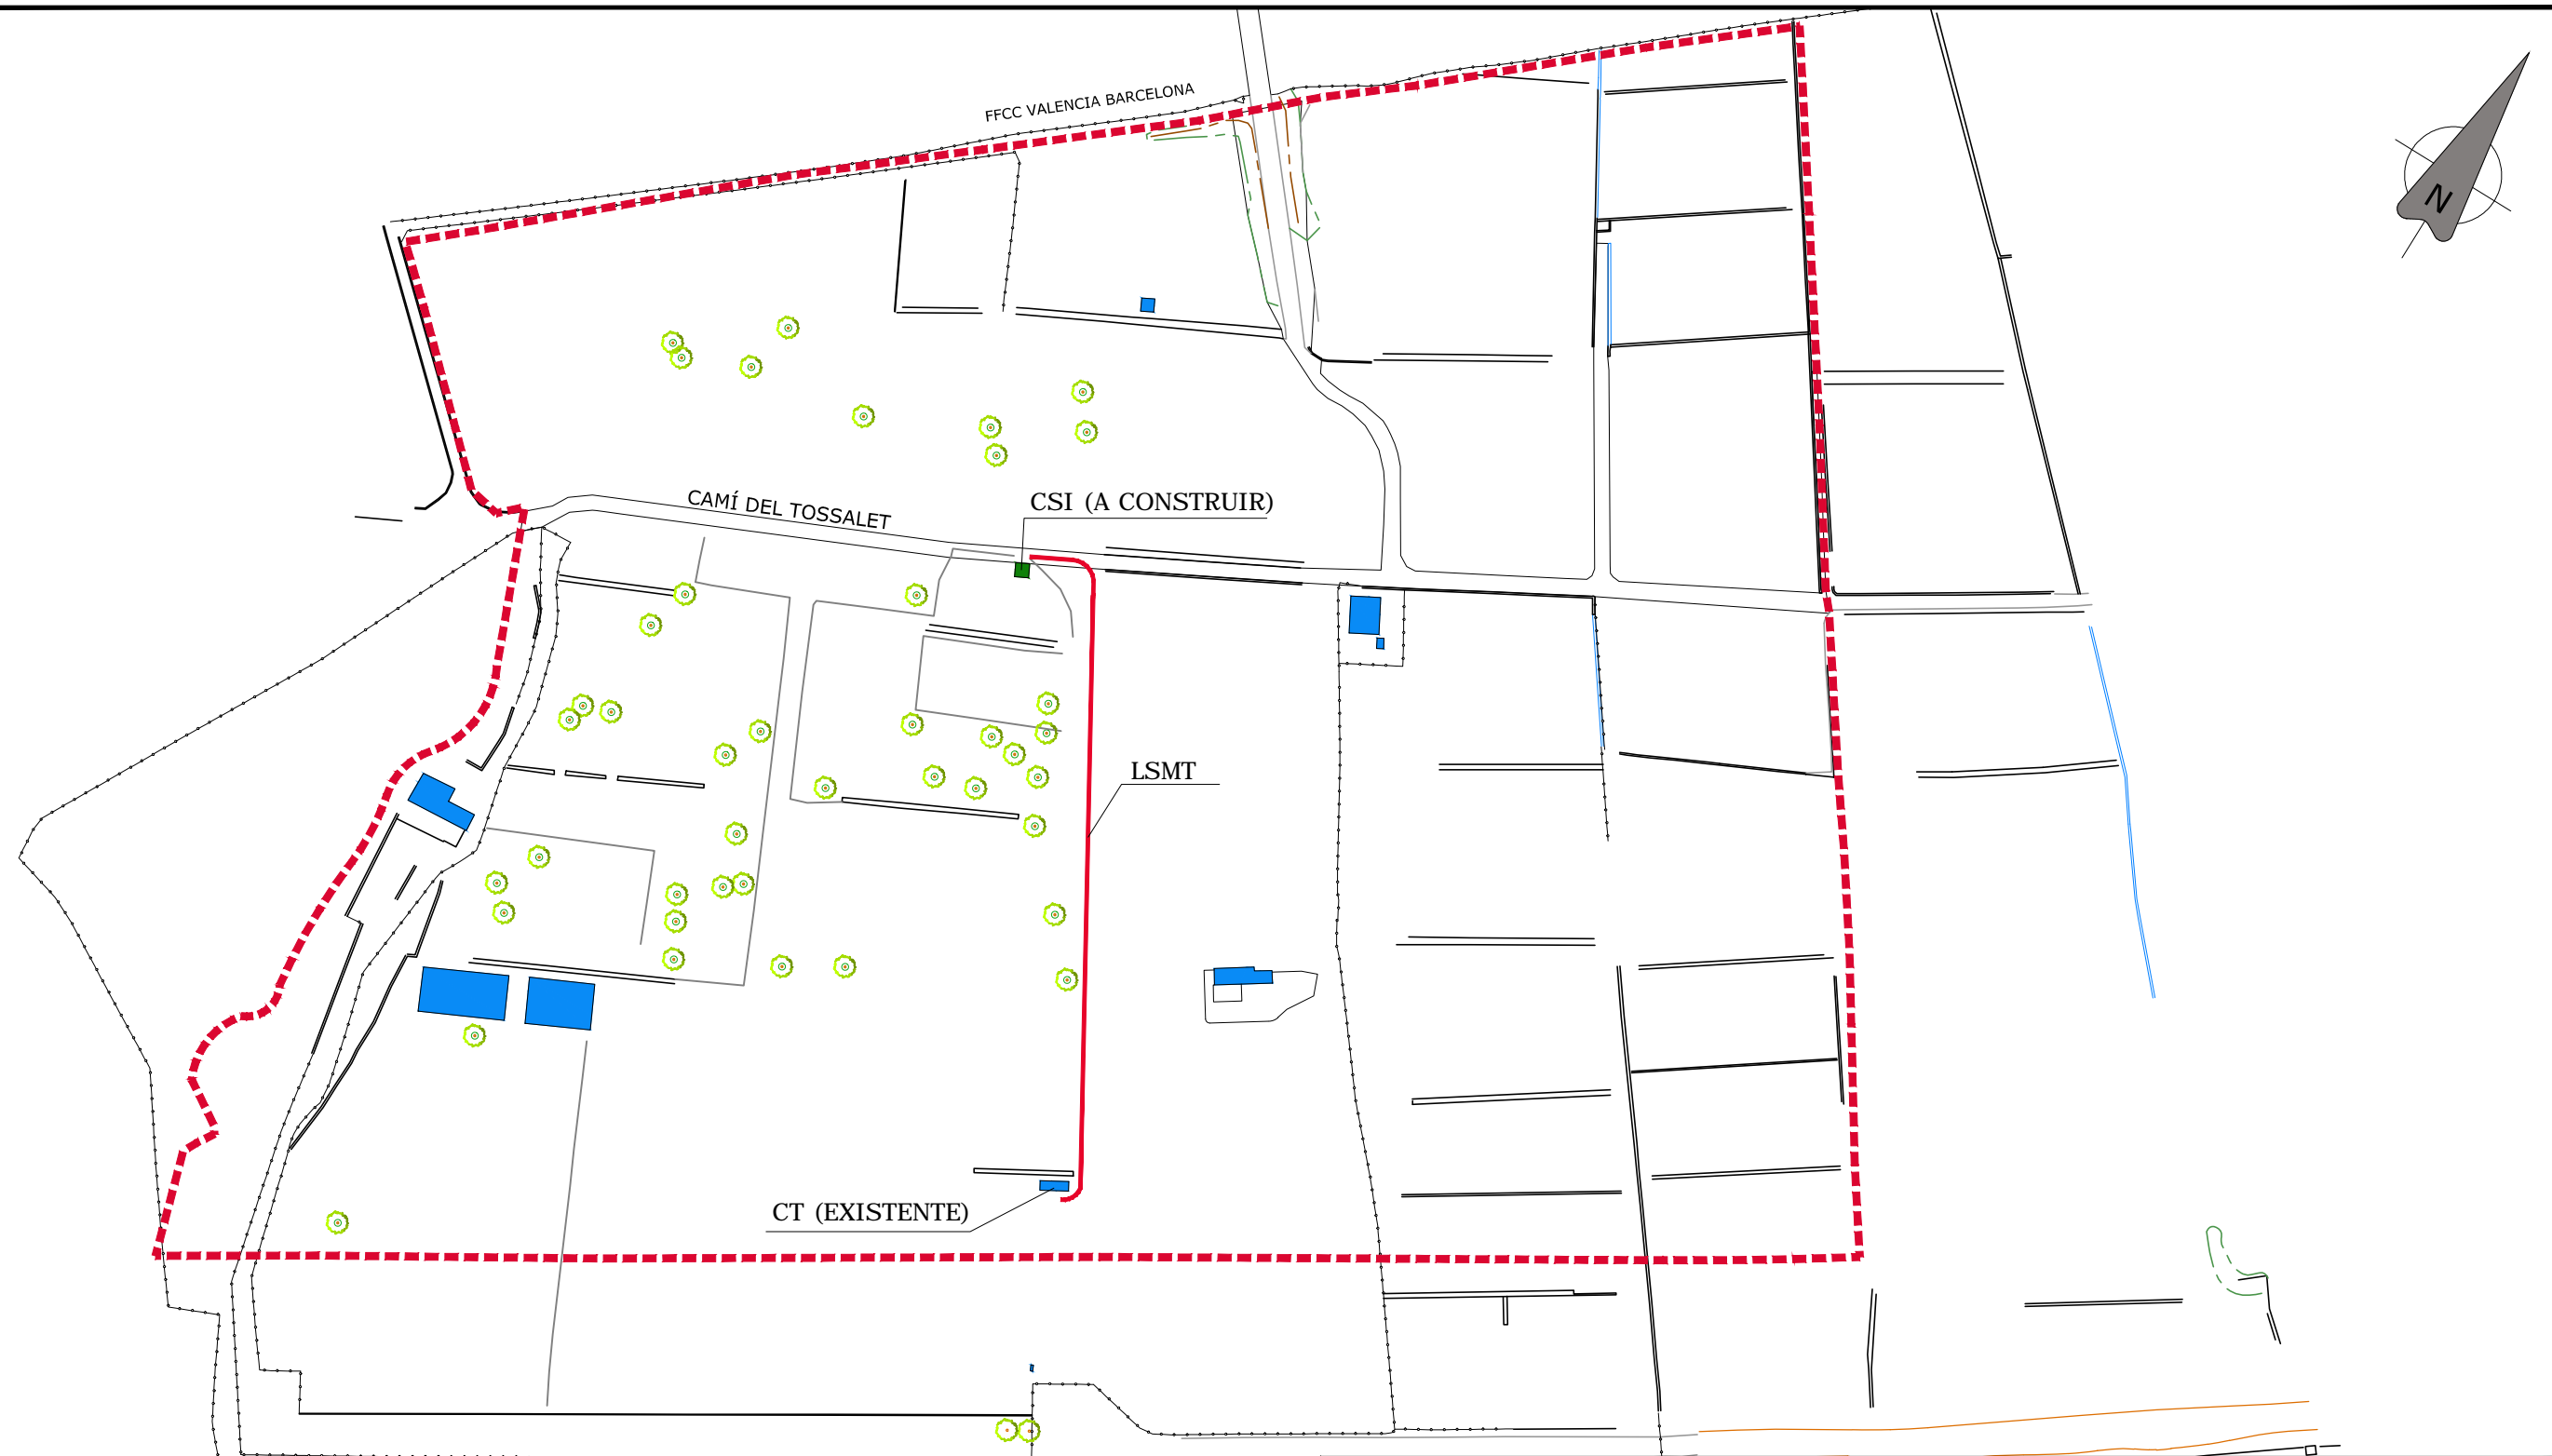 FFCC VALENCIA BARCELONA
N
CAMÍ DEL TOSSALET
CSI (A CONSTRUIR)
LSMT
CT (EXISTENTE)